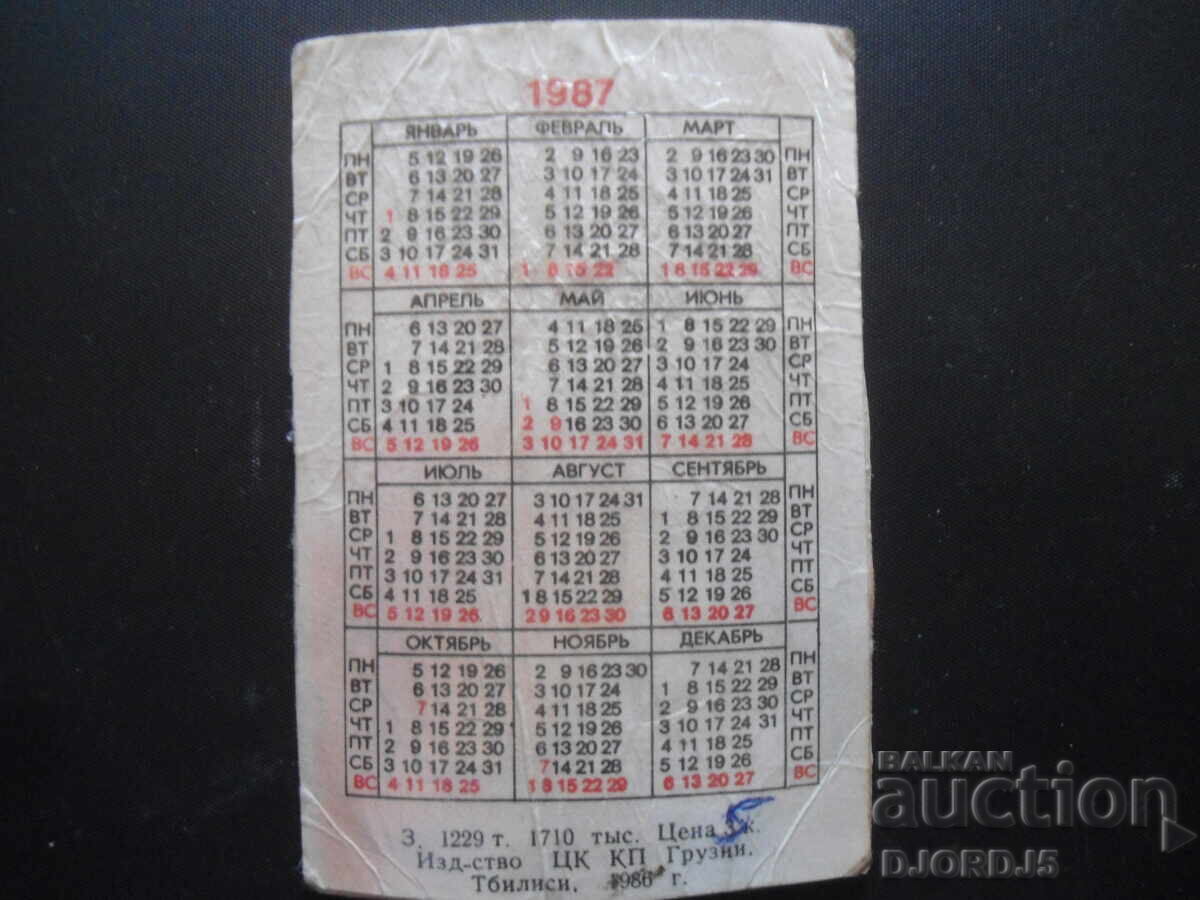 1987
ЯНВАРЬ ФЕВРАЛЬ МАРТ
ПН 5 12 19 26 2 9 16 23 2 9 16 23 30 ПН
ВТ 6 13 20 27 3 10 17 24 3 10 17 24 31 ВТ
СР 7 14 21 28 4 11 18 25 4 11 18 25 СР
ЧТ 1 8 15 22 29 5 12 19 26 5 12 19 26 ЧТ
ПТ 2 9 16 23 30 6 13 20 27 6 13 20 27 ПТ
СБ 3 10 17 24 31 7 14 21 28 7 14 21 28 СБ
ВС 4 11 18 25 1 8 15 22 1 8 15 22 29 ВС
АПРЕЛЬ МАЙ ИЮНЬ
ПН 6 13 20 27 4 11 18 25 1 8 15 22 29 ПН
ВТ 7 14 21 28 5 12 19 26 2 9 16 23 30 ВТ
СР 1 8 15 22 29 6 13 20 27 3 10 17 24 СР
ЧТ 2 9 16 23 30 7 14 21 28 4 11 18 25 ЧТ
ПТ 3 10 17 24 1 8 15 22 29 5 12 19 26 ПТ
СБ 4 11 18 25 2 9 16 23 30 6 13 20 27 СБ
ВС 5 12 19 26 3 10 17 24 31 7 14 21 28 ВС
ИЮЛЬ АВГУСТ СЕНТЯБРЬ
ПН 6 13 20 27 3 10 17 24 31 7 14 21 28 ПН
ВТ 7 14 21 28 4 11 18 25 1 8 15 22 29 ВТ
СР 1 8 15 22 29 5 12 19 26 2 9 16 23 30 СР
ЧТ 2 9 16 23 30 6 13 20 27 3 10 17 24 ЧТ
ПТ 3 10 17 24 31 7 14 21 28 4 11 18 25 ПТ
СБ 4 11 18 25 1 8 15 22 29 5 12 19 26 СБ
ВС 5 12 19 26 2 9 16 23 30 6 13 20 27 ВС
ОКТЯБРЬ НОЯБРЬ ДЕКАБРЬ
ПН 5 12 19 26 2 9 16 23 30 7 14 21 28 ПН
ВТ 6 13 20 27 3 10 17 24 1 8 15 22 29 ВТ
СР 7 14 21 28 4 11 18 25 2 9 16 23 30 СР
ЧТ 1 8 15 22 29 5 12 19 26 3 10 17 24 31 ЧТ
ПТ 2 9 16 23 30 6 13 20 27 4 11 18 25 ПТ
СБ 3 10 17 24 31 7 14 21 28 5 12 19 26 СБ
ВС 4 11 18 25 1 8 15 22 29 6 13 20 27 ВС
З. 1229 т. 1710 тыс. Цена 5 к.
Изд-ство ЦК КП Грузии.
Тбилиси, 1986 г.
BALKAN
auction
DJORDJ5